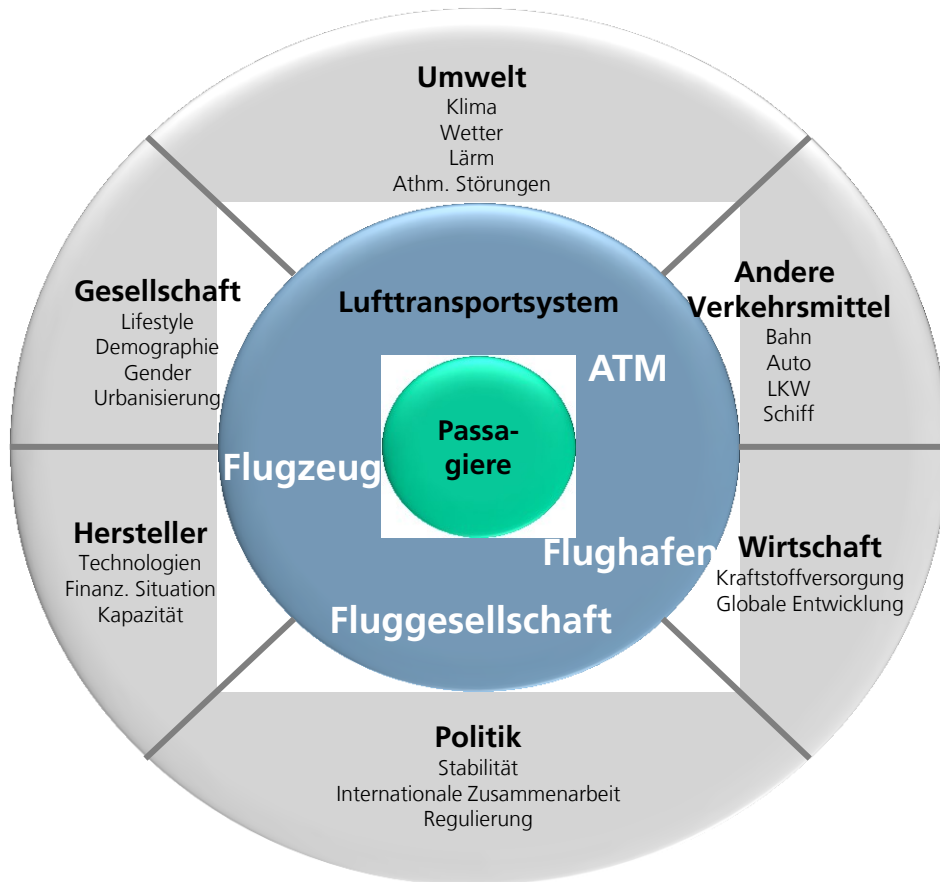 Umwelt
Klima
Wetter
Lärm
Athm. Störungen
Gesellschaft
Lifestyle
Demographie
Gender
Urbanisierung
Lufttransportsystem
Andere
Verkehrsmittel
Bahn
Auto
LKW
Schiff
ATM
Passa-
giere
Flugzeug
Flughafen
Fluggesellschaft
Hersteller
Technologien
Finanz. Situation
Kapazität
Wirtschaft
Kraftstoffversorgung
Globale Entwicklung
Politik
Stabilität
Internationale Zusammenarbeit
Regulierung